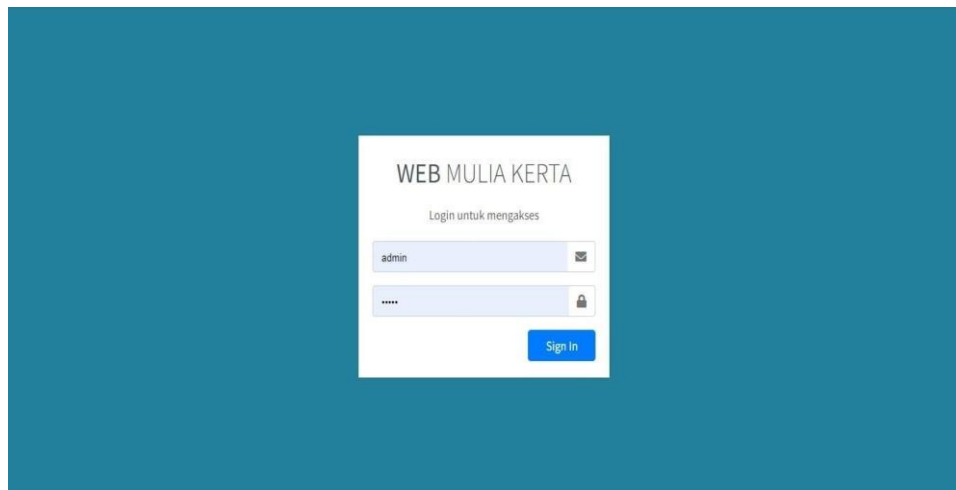 WEB MULIA KERTA
Login untuk mengakses
admin
•••••
Sign In